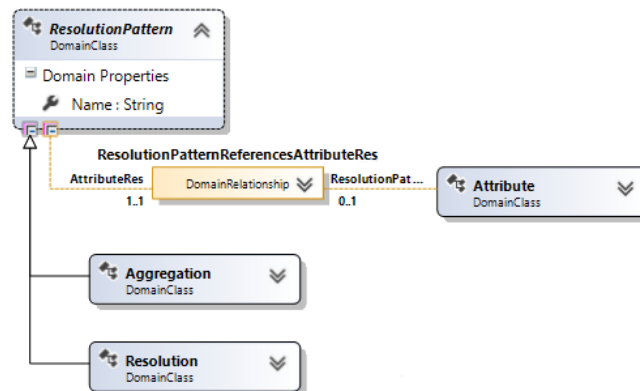 ResolutionPattern
DomainClass
Domain Properties
Name : String
ResolutionPatternReferencesAttributeRes
AttributeRes
DomainRelationship
ResolutionPat...
1..1
0..1
Attribute
DomainClass
Aggregation
DomainClass
Resolution
DomainClass